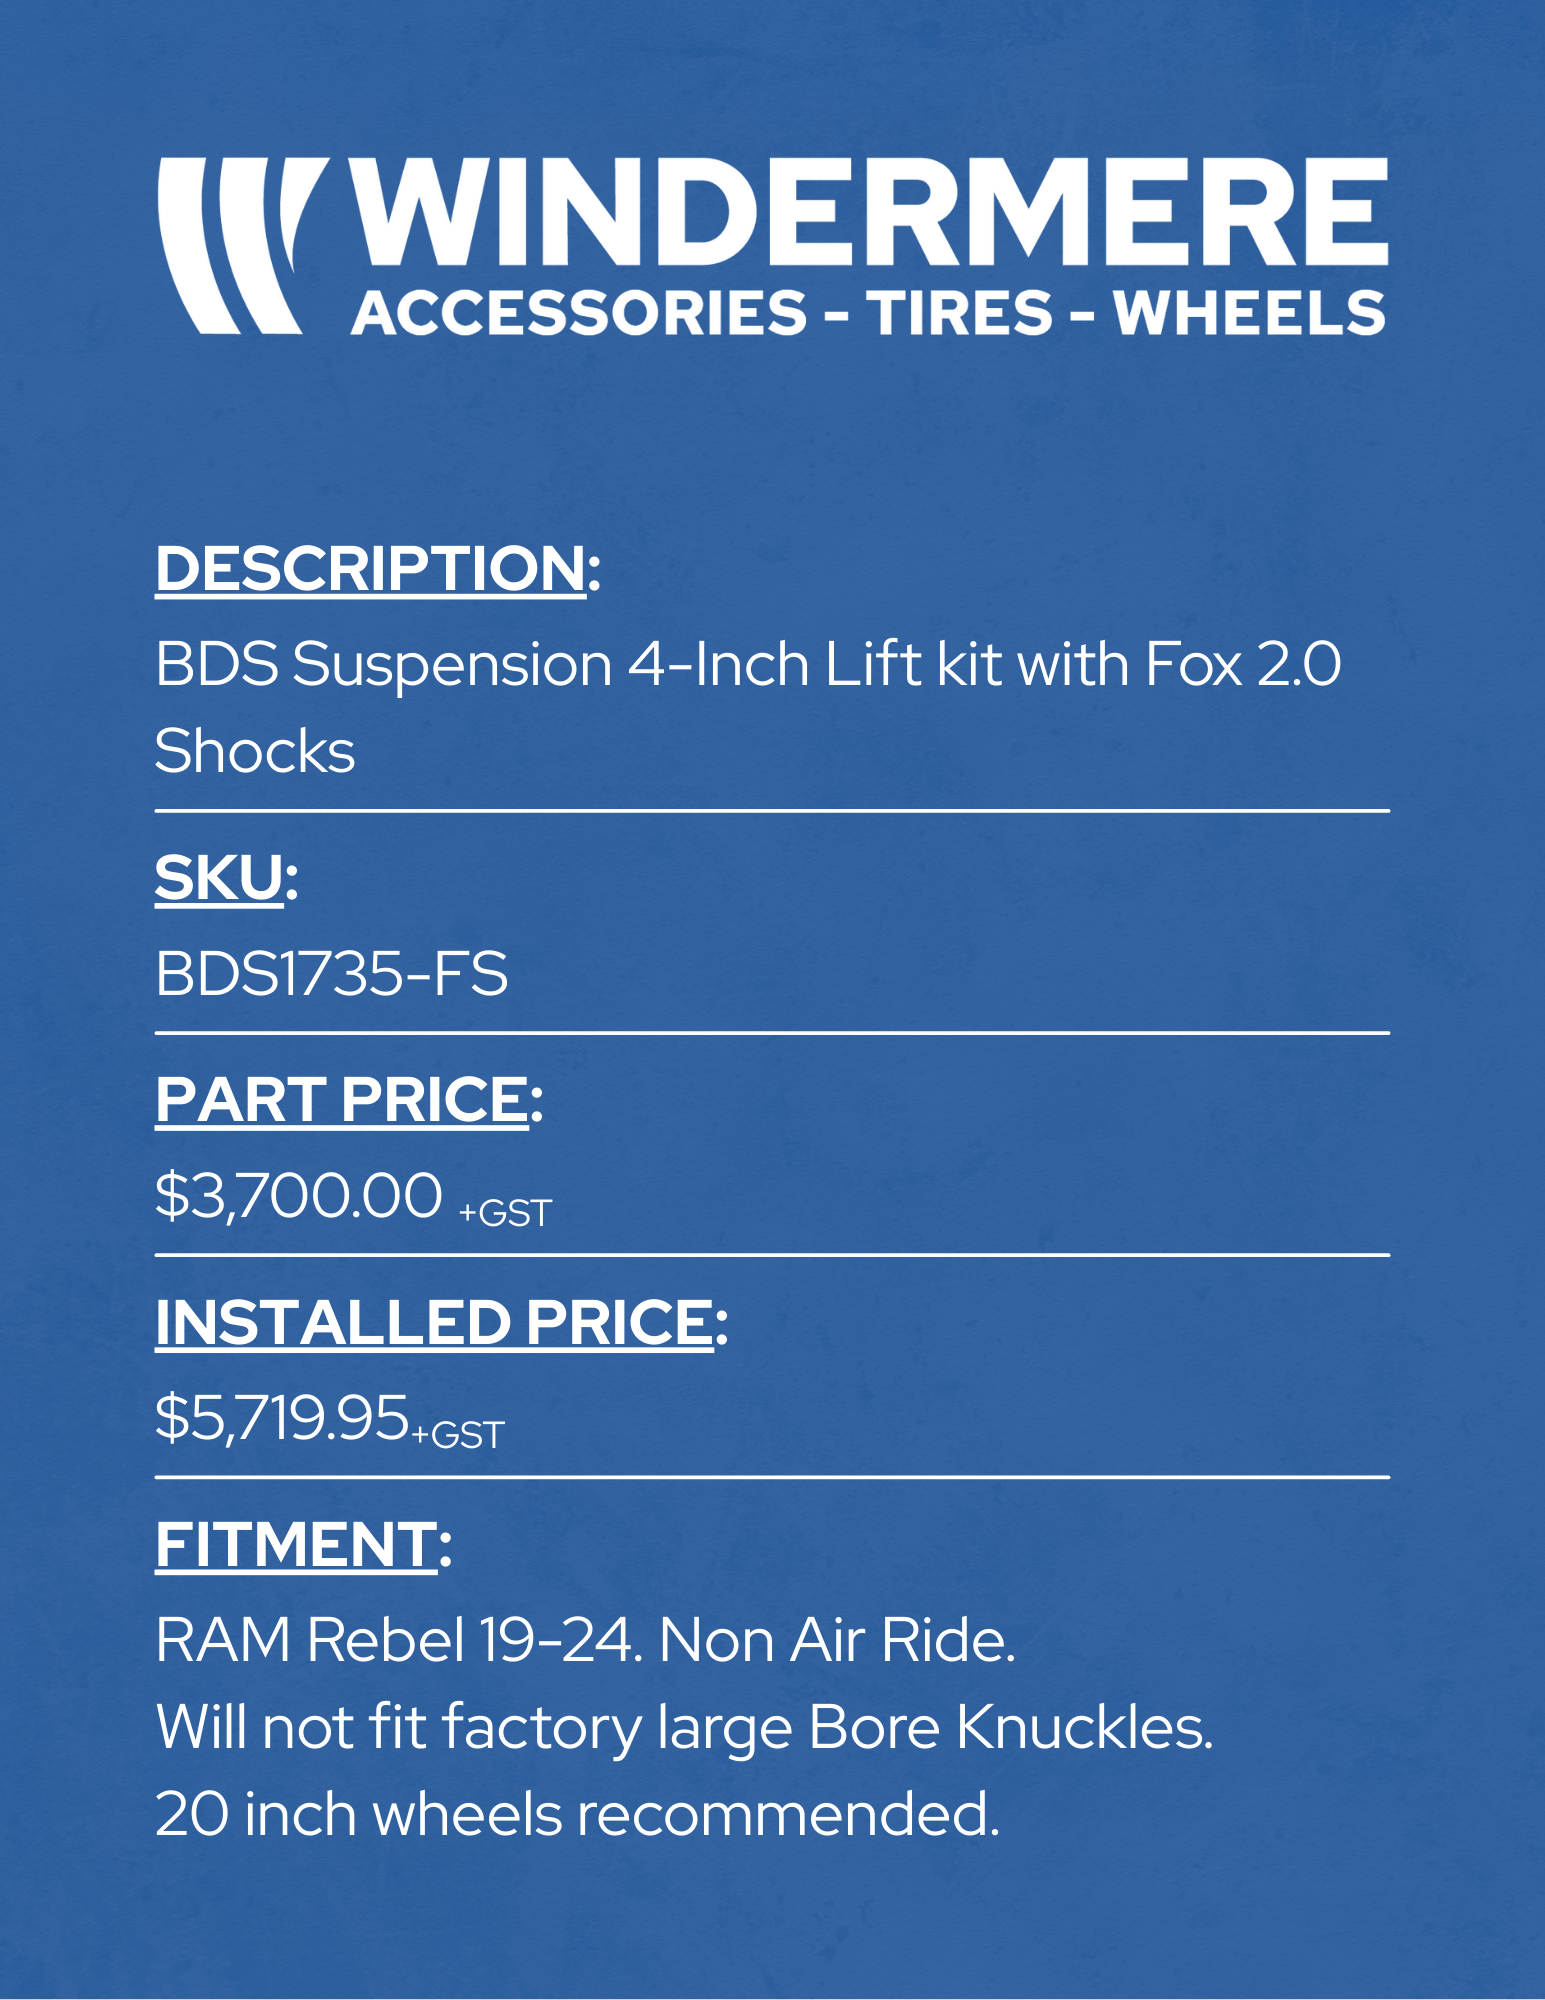 WINDERMERE
ACCESSORIES - TIRES - WHEELS
DESCRIPTION:
BDS Suspension 4-Inch Lift kit with Fox 2.0
Shocks
SKU:
BDS1735-FS
PART PRICE:
$3,700.00 +GST
INSTALLED PRICE:
$5,719.95+GST
FITMENT:
RAM Rebel 19-24. Non Air Ride.
Will not fit factory large Bore Knuckles.
20 inch wheels recommended.